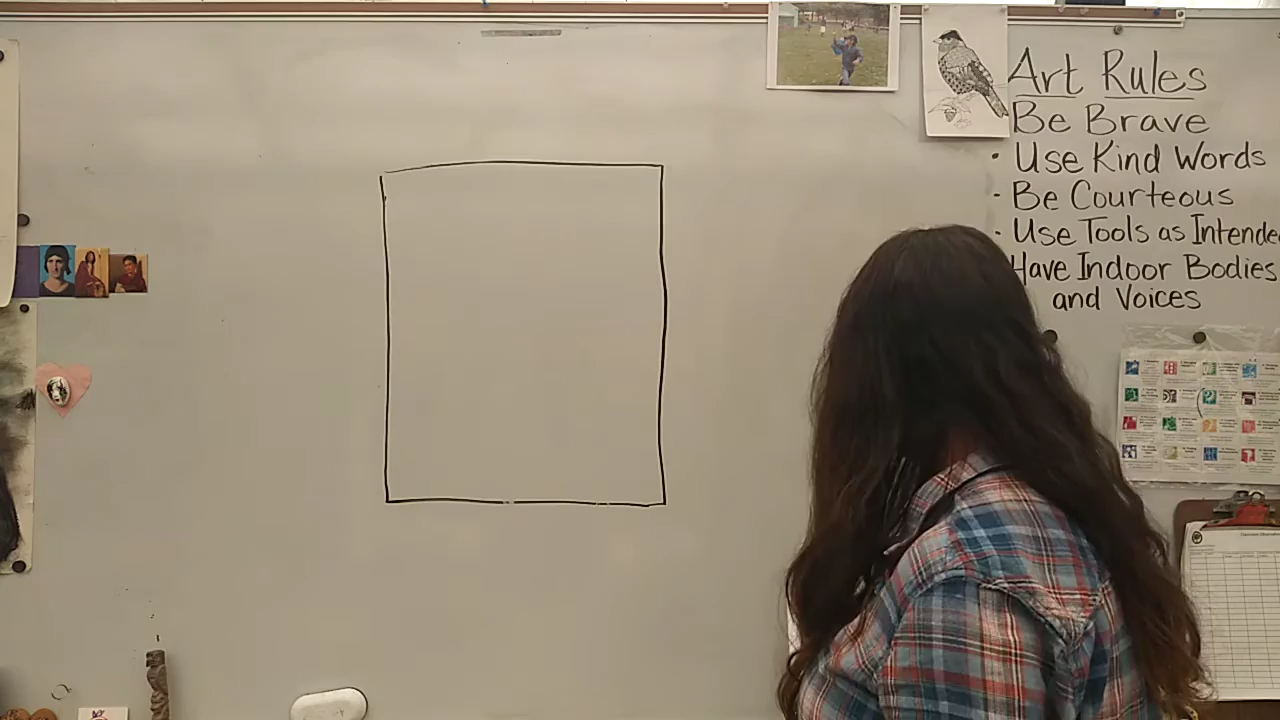 Art Rules
Be Brave
· Use Kind Words
- Be Courteous
· Use Tools as Intende
Have Indoor Bodies
and Voices